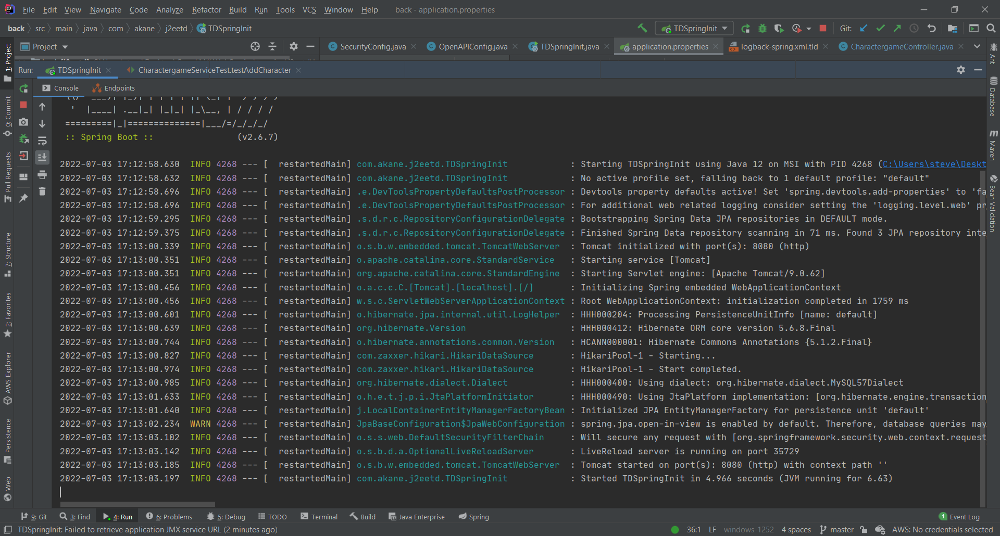 File Edit View Navigate Code Analyze Refactor Build Run Tools VCS Window Help back - application.properties
back src main java com akane j2eetd TDSpringInit TDSpringInit Git:
Project SecurityConfig.java OpenAPIConfig.java TDSpringInit.java application.properties logback-spring.xml.tld CharactergameController.java
Run: TDSpringInit CharactergameServiceTest.testAddCharacter
Console Endpoints
' |____| .__|_| |_|_| |_\__, | / / / /
=========|_|==============|___/=/_/_/_/
:: Spring Boot :: (v2.6.7)
2022-07-03 17:12:58.630 INFO 4268 --- [ restartedMain] com.akane.j2eetd.TDSpringInit : Starting TDSpringInit using Java 12 on MSI with PID 4268 (C:\Users\steve\Deskt
2022-07-03 17:12:58.632 INFO 4268 --- [ restartedMain] com.akane.j2eetd.TDSpringInit : No active profile set, falling back to 1 default profile: "default"
2022-07-03 17:12:58.696 INFO 4268 --- [ restartedMain] .e.DevToolsPropertyDefaultsPostProcessor : Devtools property defaults active! Set 'spring.devtools.add-properties' to 'fa
2022-07-03 17:12:58.696 INFO 4268 --- [ restartedMain] .e.DevToolsPropertyDefaultsPostProcessor : For additional web related logging consider setting the 'logging.level.web' pr
2022-07-03 17:12:59.295 INFO 4268 --- [ restartedMain] .s.d.r.c.RepositoryConfigurationDelegate : Bootstrapping Spring Data JPA repositories in DEFAULT mode.
2022-07-03 17:12:59.375 INFO 4268 --- [ restartedMain] .s.d.r.c.RepositoryConfigurationDelegate : Finished Spring Data repository scanning in 71 ms. Found 3 JPA repository inte
2022-07-03 17:13:00.339 INFO 4268 --- [ restartedMain] o.s.b.w.embedded.tomcat.TomcatWebServer : Tomcat initialized with port(s): 8080 (http)
2022-07-03 17:13:00.351 INFO 4268 --- [ restartedMain] o.apache.catalina.core.StandardService : Starting service [Tomcat]
2022-07-03 17:13:00.351 INFO 4268 --- [ restartedMain] org.apache.catalina.core.StandardEngine : Starting Servlet engine: [Apache Tomcat/9.0.62]
2022-07-03 17:13:00.456 INFO 4268 --- [ restartedMain] o.a.c.c.C.[Tomcat].[localhost].[/] : Initializing Spring embedded WebApplicationContext
2022-07-03 17:13:00.456 INFO 4268 --- [ restartedMain] w.s.c.ServletWebServerApplicationContext : Root WebApplicationContext: initialization completed in 1759 ms
2022-07-03 17:13:00.601 INFO 4268 --- [ restartedMain] o.hibernate.jpa.internal.util.LogHelper : HHH000204: Processing PersistenceUnitInfo [name: default]
2022-07-03 17:13:00.639 INFO 4268 --- [ restartedMain] org.hibernate.Version : HHH000412: Hibernate ORM core version 5.6.8.Final
2022-07-03 17:13:00.744 INFO 4268 --- [ restartedMain] o.hibernate.annotations.common.Version : HCANN000001: Hibernate Commons Annotations {5.1.2.Final}
2022-07-03 17:13:00.827 INFO 4268 --- [ restartedMain] com.zaxxer.hikari.HikariDataSource : HikariPool-1 - Starting...
2022-07-03 17:13:00.974 INFO 4268 --- [ restartedMain] com.zaxxer.hikari.HikariDataSource : HikariPool-1 - Start completed.
2022-07-03 17:13:00.985 INFO 4268 --- [ restartedMain] org.hibernate.dialect.Dialect : HHH000400: Using dialect: org.hibernate.dialect.MySQL57Dialect
2022-07-03 17:13:01.633 INFO 4268 --- [ restartedMain] o.h.e.t.j.p.i.JtaPlatformInitiator : HHH000490: Using JtaPlatform implementation: [org.hibernate.engine.transaction
2022-07-03 17:13:01.640 INFO 4268 --- [ restartedMain] j.LocalContainerEntityManagerFactoryBean : Initialized JPA EntityManagerFactory for persistence unit 'default'
2022-07-03 17:13:02.234 WARN 4268 --- [ restartedMain] JpaBaseConfiguration$JpaWebConfiguration : spring.jpa.open-in-view is enabled by default. Therefore, database queries may
2022-07-03 17:13:03.102 INFO 4268 --- [ restartedMain] o.s.s.web.DefaultSecurityFilterChain : Will secure any request with [org.springframework.security.web.context.request
2022-07-03 17:13:03.142 INFO 4268 --- [ restartedMain] o.s.b.d.a.OptionalLiveReloadServer : LiveReload server is running on port 35729
2022-07-03 17:13:03.185 INFO 4268 --- [ restartedMain] o.s.b.w.embedded.tomcat.TomcatWebServer : Tomcat started on port(s): 8080 (http) with context path ''
2022-07-03 17:13:03.197 INFO 4268 --- [ restartedMain] com.akane.j2eetd.TDSpringInit : Started TDSpringInit in 4.966 seconds (JVM running for 6.63)
1: Project
0: Commit
Pull Requests
7: Structure
2: Favorites
AWS Explorer
Persistence
Web
Ant
Database
m Maven
Bean Validation
9: Git 3: Find 4: Run 6: Problems 5: Debug TODO Terminal Build Java Enterprise Spring 1 Event Log
TDSpringInit: Failed to retrieve application JMX service URL (2 minutes ago) 36:1 LF windows-1252 4 spaces master AWS: No credentials selected